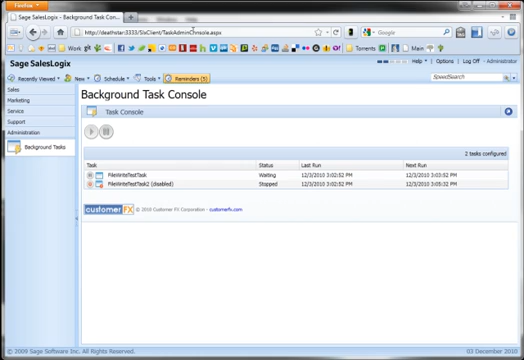 Firefox
Sage SalesLogix - Background Task Con...
http://deathstar:3333/SlxClient/TaskAdminConsole.aspx
Google
Work
Torrents
Main
Sage SalesLogix
Help
Options
Log Off
Administrator
Recently Viewed
New
Schedule
Tools
Reminders (5)
SpeedSearch
Sales
Marketing
Service
Support
Administration
Background Tasks
Background Task Console
Task Console
2 tasks configured
Task Status Last Run Next Run
FileWriteTestTask Waiting 12/3/2010 3:02:52 PM 12/3/2010 3:03:52 PM
FileWriteTestTask2 (disabled) Stopped 12/3/2010 3:02:52 PM 12/3/2010 3:05:32 PM
customer FX © 2010 Customer FX Corporation - customerfx.com
© 2009 Sage Software Inc. All Rights Reserved.
03 December 2010